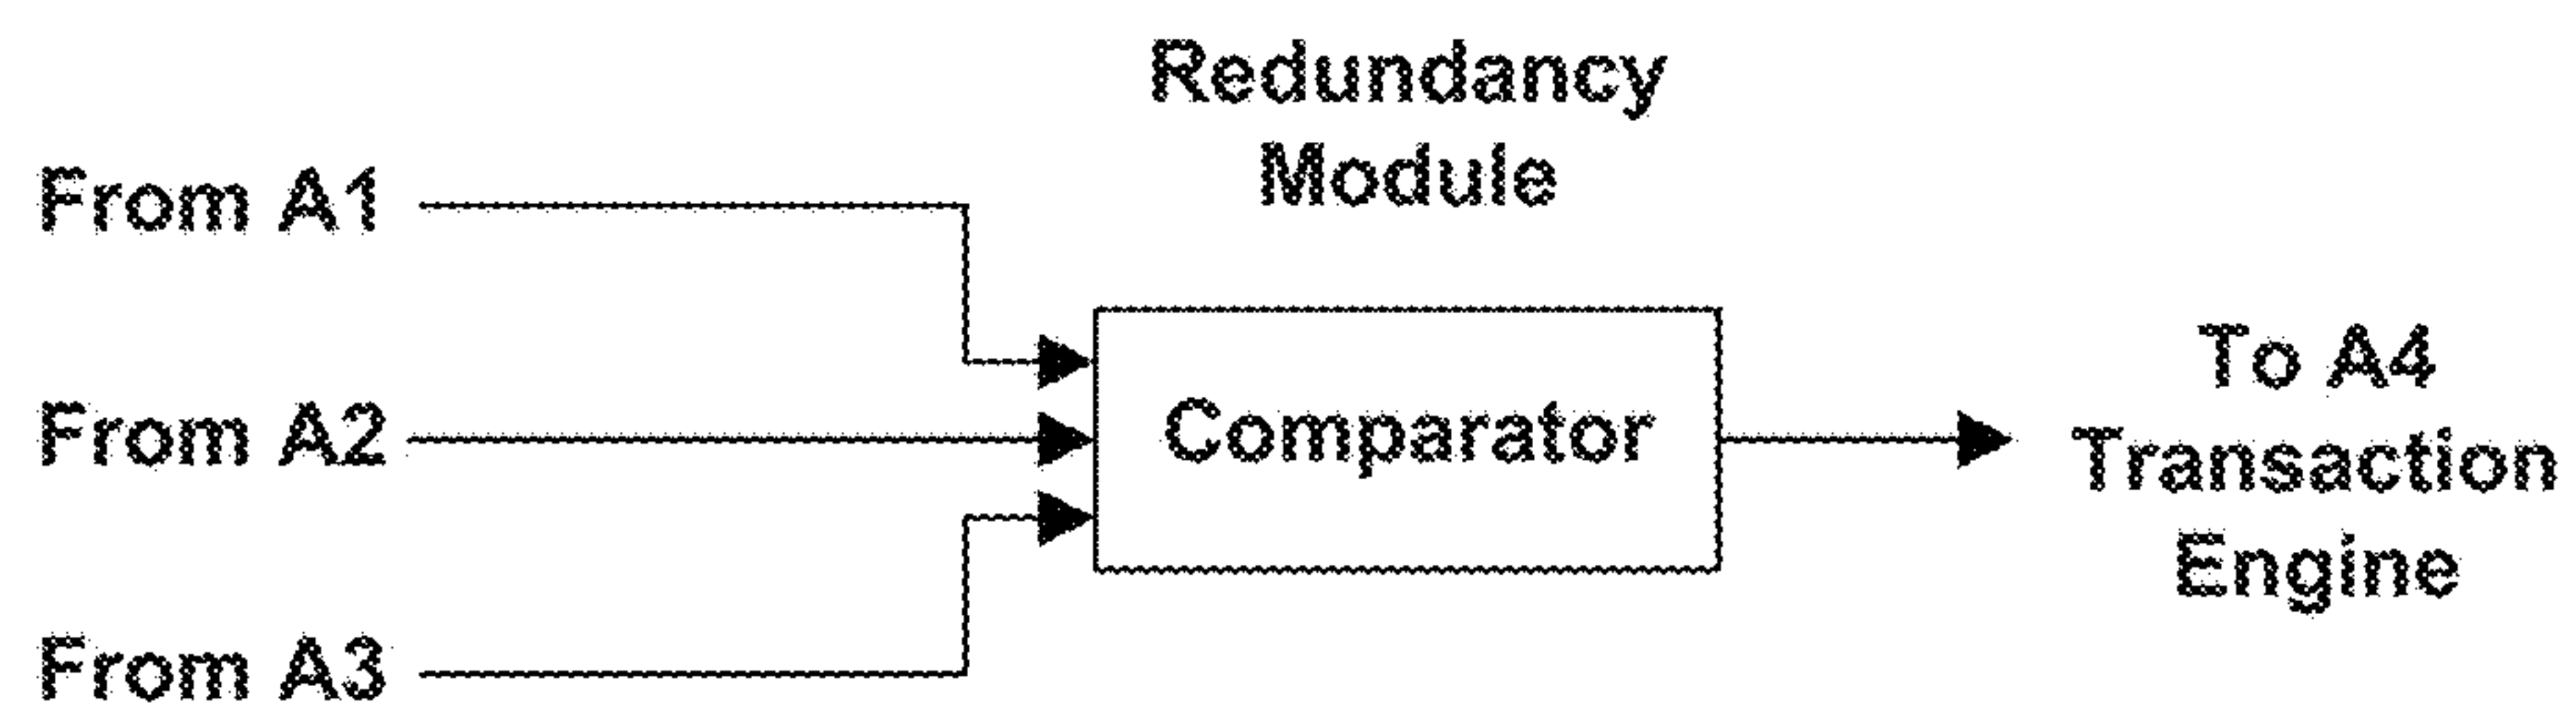 Redundancy
Module
From A1
From A2
From A3
Comparator
To A4
Transaction
Engine